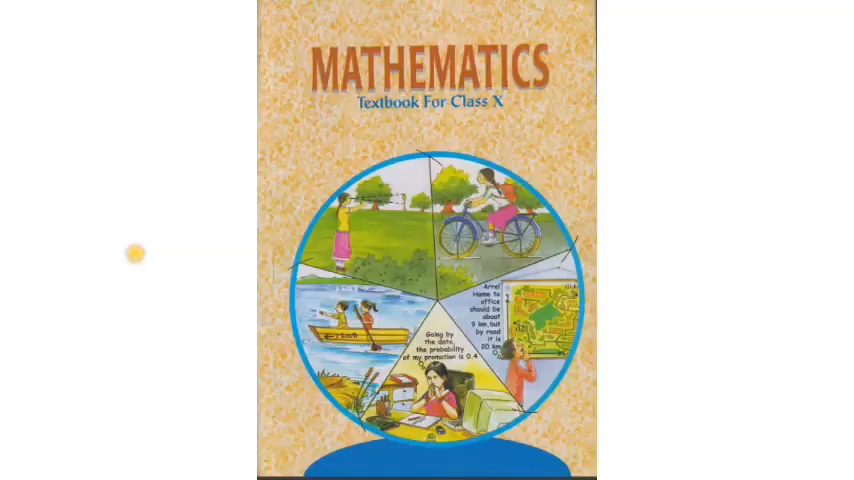 MATHEMATICS
Textbook For Class X
Arre!
Home to
office
should be
about
9 km.but
by road
it is
20 km
Going by
the data,
the probability
of my promotion is 0.4